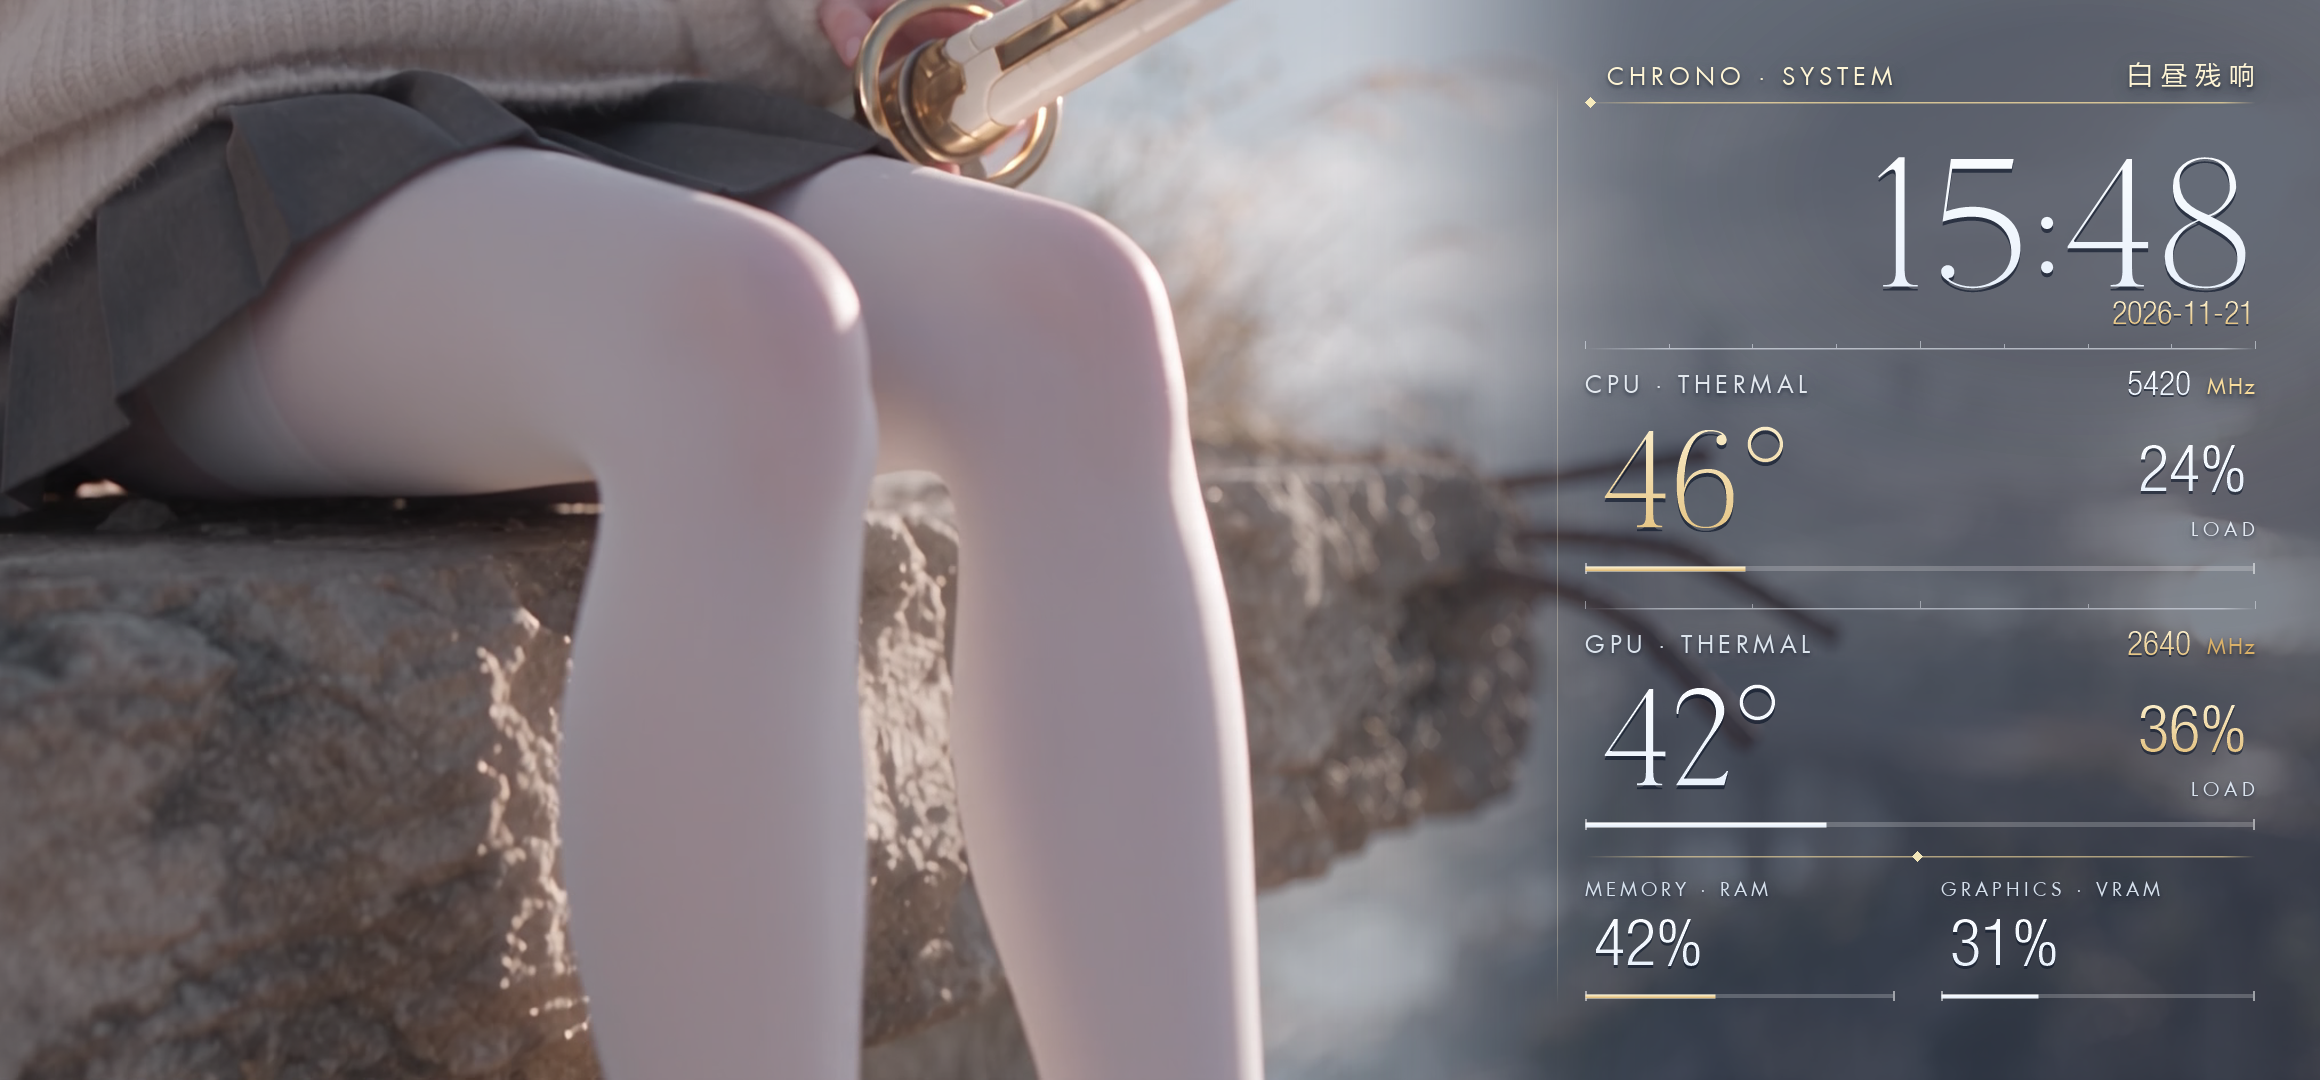 CHRONO · SYSTEM 白昼残响
15:48
2026-11-21
CPU · THERMAL 5420 MHz
46° 24%
LOAD
GPU · THERMAL 2640 MHz
42° 36%
LOAD
MEMORY · RAM GRAPHICS · VRAM
42% 31%